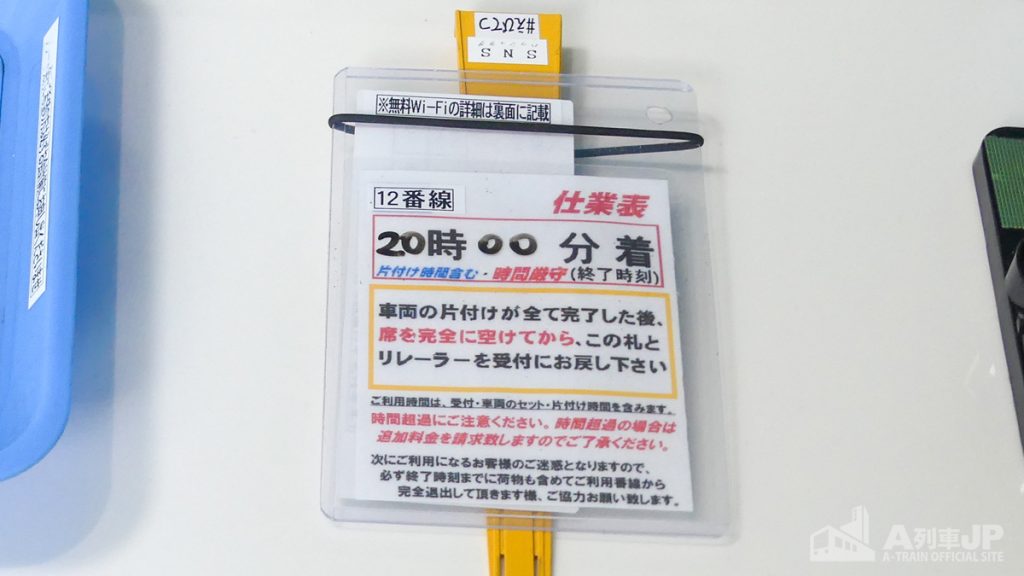 #えびてつ
SNS
※無料Wi-Fiの詳細は裏面に記載
12番線
仕業表
20時00分着
片付け時間含む・時間厳守(終了時刻)
車両の片付けが全て完了した後、
席を完全に空けてから、この札と
リレーラーを受付にお戻し下さい
ご利用時間は、受付・車両のセット・片付け時間を含みます。
時間超過にご注意ください。時間超過の場合は
追加料金を請求致しますのでご了承ください。
次にご利用になるお客様のご迷惑となりますので、
必ず終了時刻までに荷物も含めてご利用番線から
完全退出して頂きます様、ご協力お願い致します。
A列車JP
A-TRAIN OFFICIAL SITE